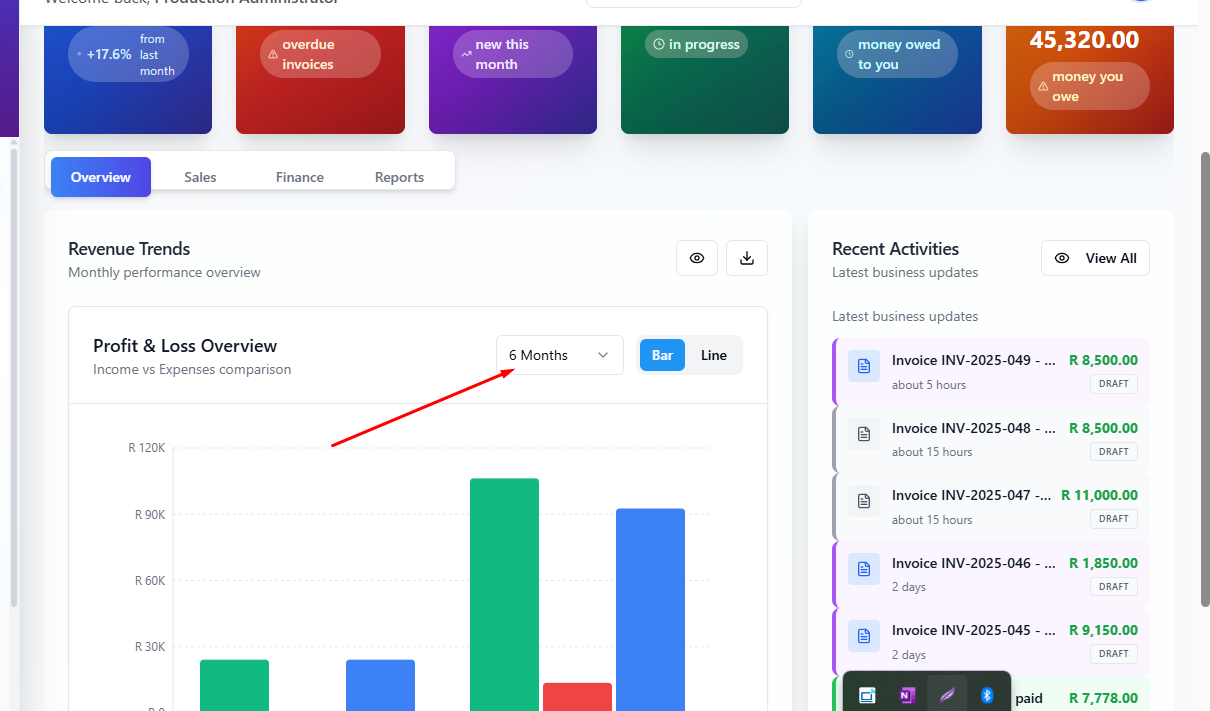 Welcome back, Production Administrator
+17.6%
from
last
month
overdue
invoices
new this
month
in progress
money owed
to you
45,320.00
money you
owe
Overview
Sales
Finance
Reports
Revenue Trends
Monthly performance overview
Profit & Loss Overview
Income vs Expenses comparison
6 Months
Bar
Line
R 120K
R 90K
R 60K
R 30K
R 0
Recent Activities
Latest business updates
View All
Latest business updates
Invoice INV-2025-049 - ...
R 8,500.00
about 5 hours
DRAFT
Invoice INV-2025-048 - ...
R 8,500.00
about 15 hours
DRAFT
Invoice INV-2025-047 -...
R 11,000.00
about 15 hours
DRAFT
Invoice INV-2025-046 - ...
R 1,850.00
2 days
DRAFT
Invoice INV-2025-045 - ...
R 9,150.00
2 days
DRAFT
paid
R 7,778.00